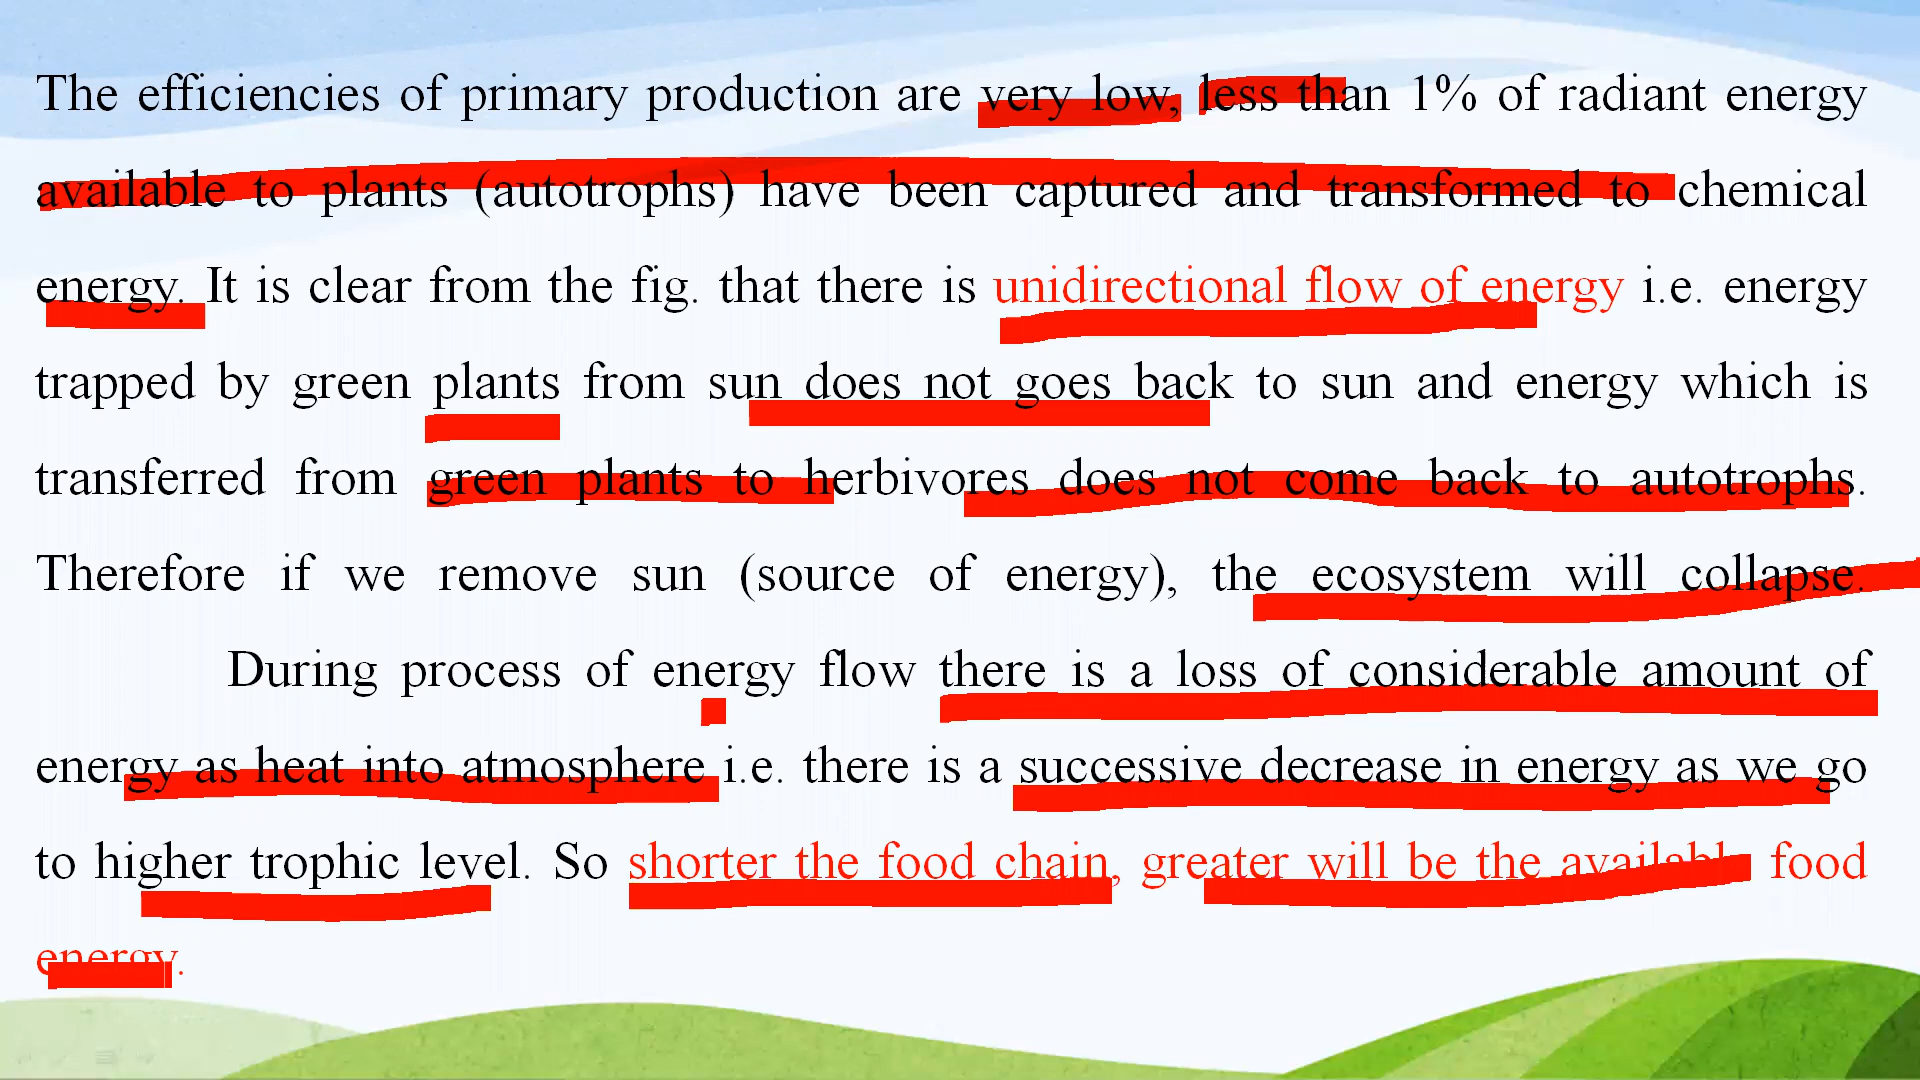 The efficiencies of primary production are very low, less than 1% of radiant energy
available to plants (autotrophs) have been captured and transformed to chemical
energy. It is clear from the fig. that there is unidirectional flow of energy i.e. energy
trapped by green plants from sun does not goes back to sun and energy which is
transferred from green plants to herbivores does not come back to autotrophs.
Therefore if we remove sun (source of energy), the ecosystem will collapse.
During process of energy flow there is a loss of considerable amount of
energy as heat into atmosphere i.e. there is a successive decrease in energy as we go
to higher trophic level. So shorter the food chain, greater will be the available food
energy.